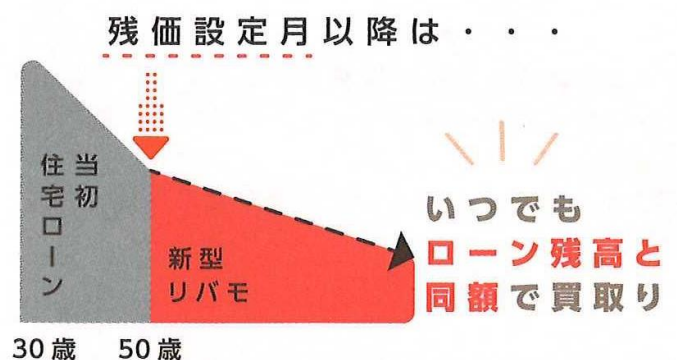 残価設定月以降は・・・
当初
住宅ローン
新型
リバモ
いつでも
ローン残高と
同額で買取り
30歳 50歳